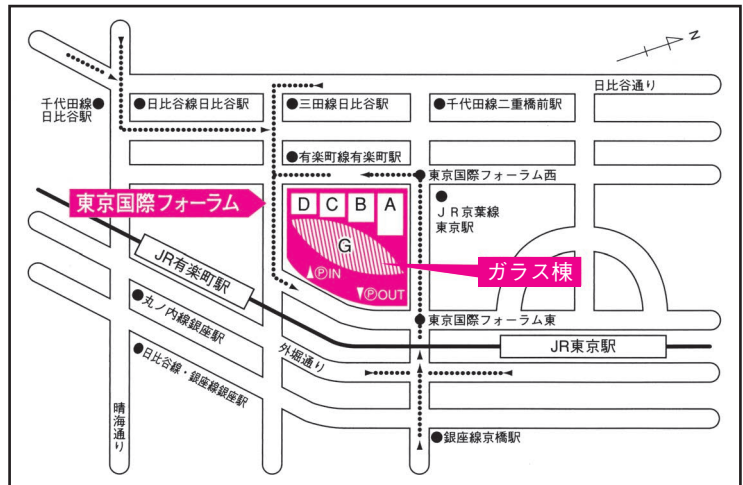 N
日比谷通り
千代田線●
日比谷駅
●日比谷線日比谷駅
●三田線日比谷駅
●千代田線二重橋前駅
●有楽町線有楽町駅
●東京国際フォーラム西
東京国際フォーラム
D C B A
●
JR京葉線
東京駅
G
ガラス棟
▲ⓅIN
▼ⓅOUT
JR有楽町駅
●丸ノ内線銀座駅
●東京国際フォーラム東
外堀通り
JR東京駅
●日比谷線・銀座線銀座駅
晴海通り
●銀座線京橋駅